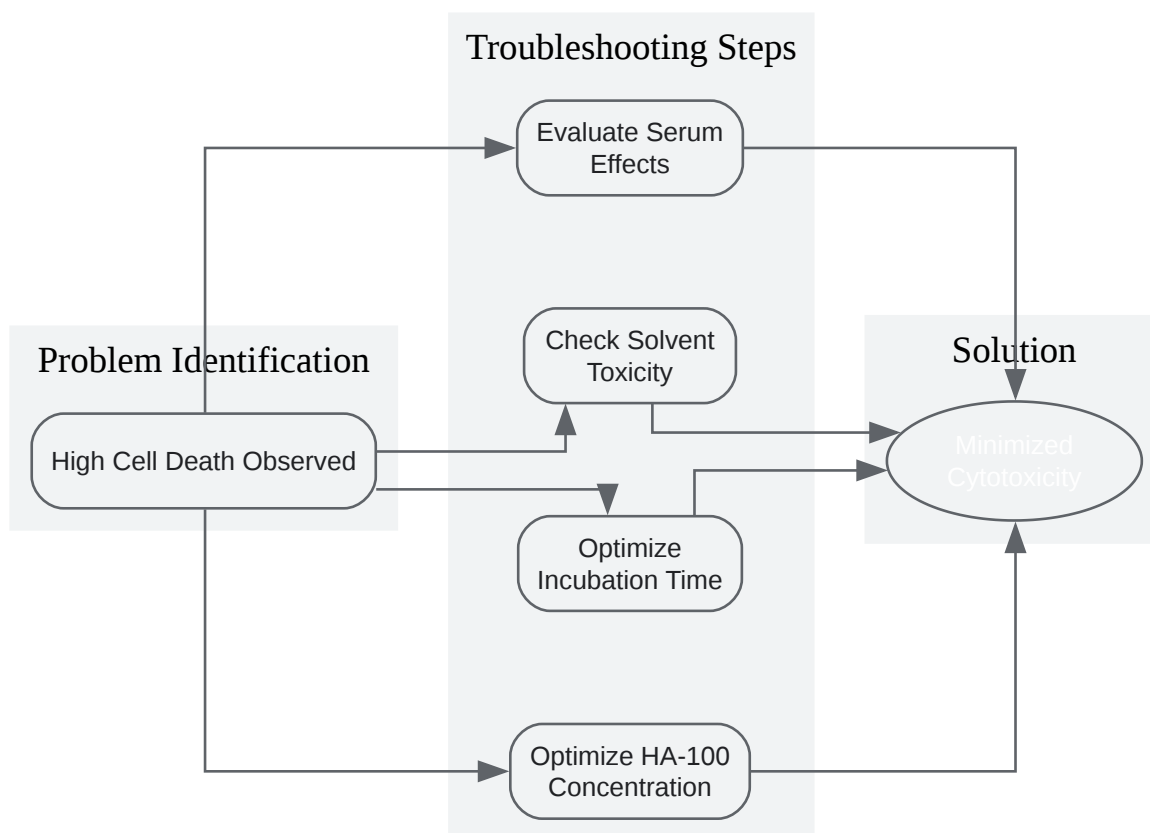 Troubleshooting Steps
Evaluate Serum
Effects
Check Solvent
Toxicity
Problem Identification
Solution
High Cell Death Observed
Minimized
Cytotoxicity
Optimize
Incubation Time
Optimize HA-100
Concentration